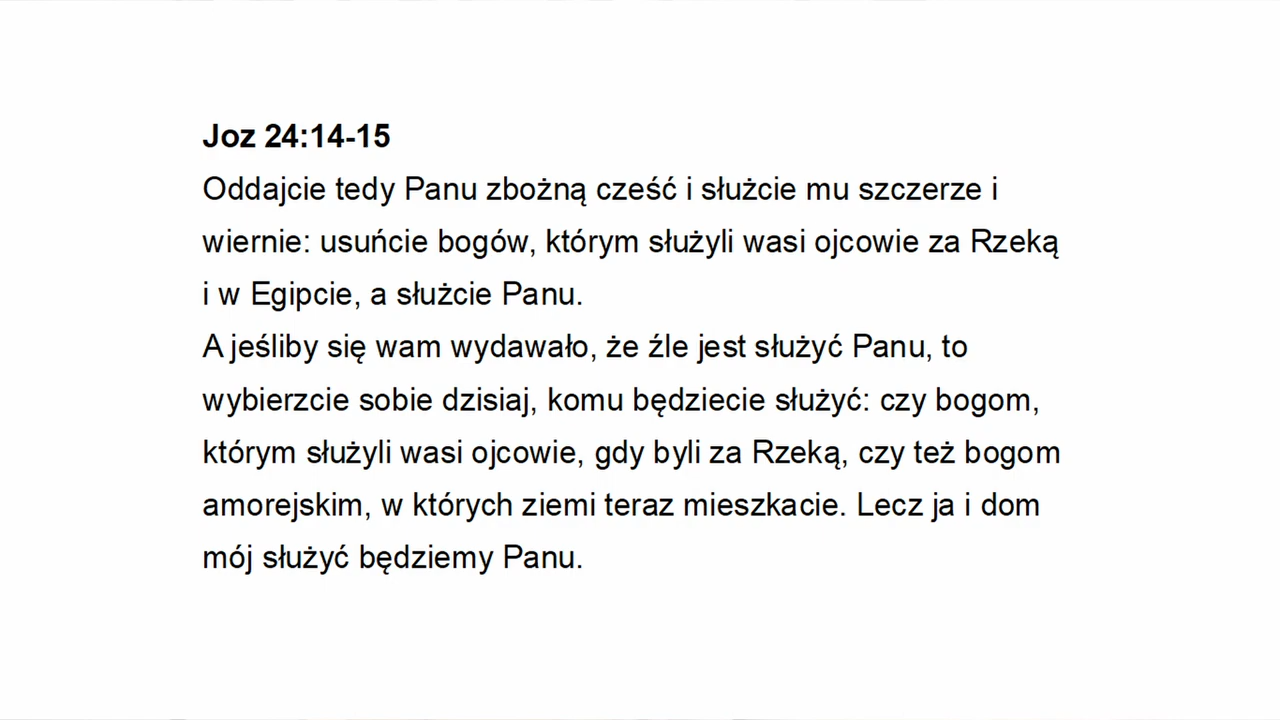 Joz 24:14-15
Oddajcie tedy Panu zbożną cześć i służcie mu szczerze i
wiernie: usuńcie bogów, którym służyli wasi ojcowie za Rzeką
i w Egipcie, a służcie Panu.
A jeśliby się wam wydawało, że źle jest służyć Panu, to
wybierzcie sobie dzisiaj, komu będziecie służyć: czy bogom,
którym służyli wasi ojcowie, gdy byli za Rzeką, czy też bogom
amorejskim, w których ziemi teraz mieszkacie. Lecz ja i dom
mój służyć będziemy Panu.